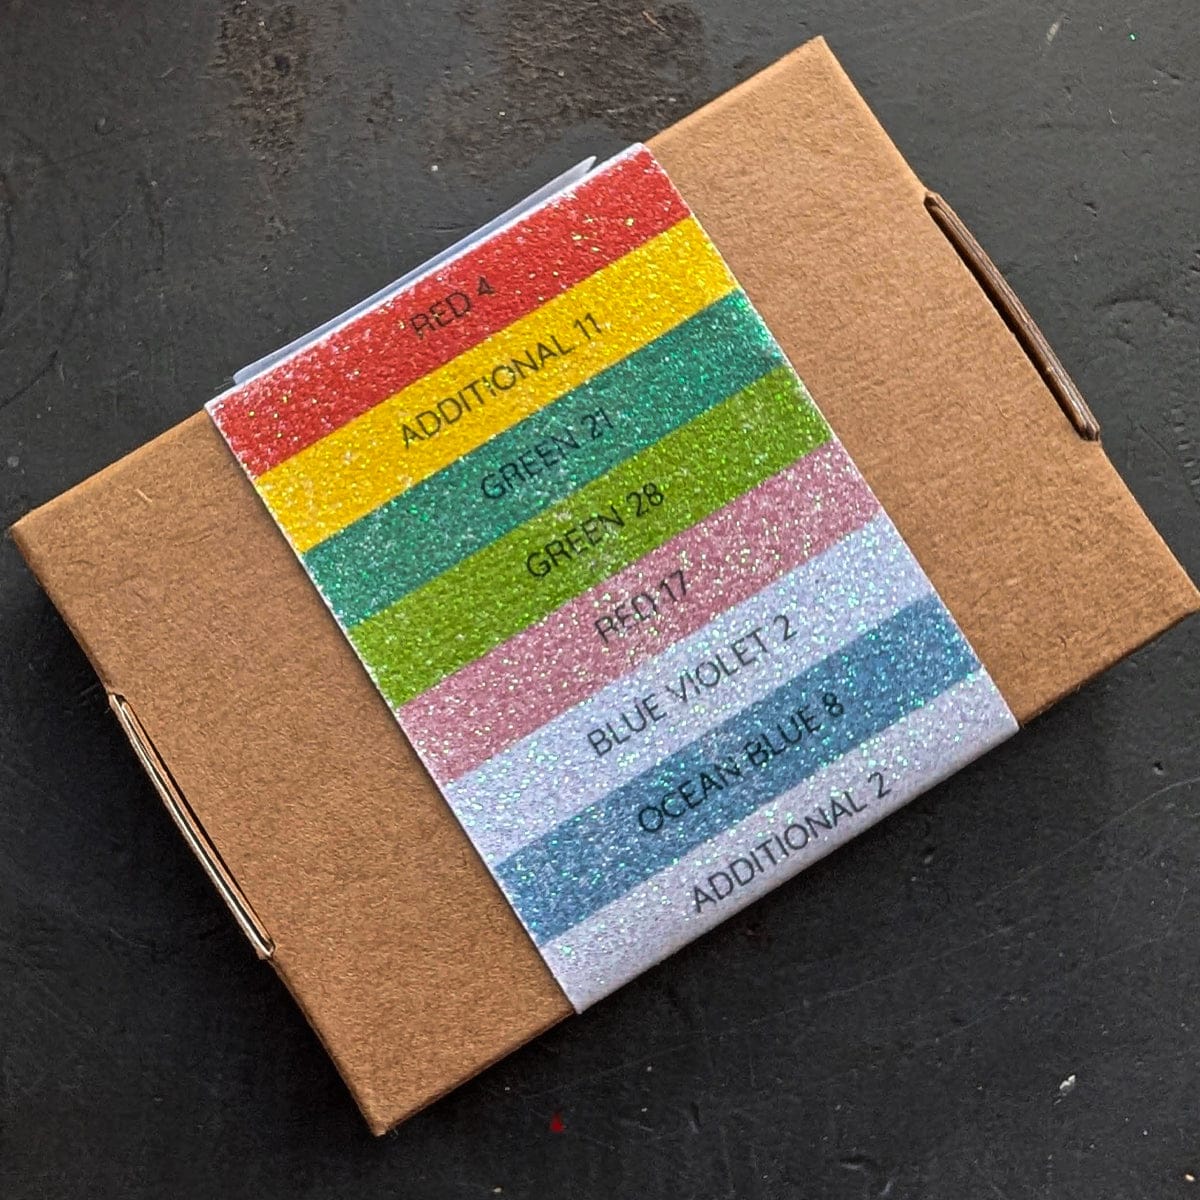 RED 4
ADDITIONAL 11
GREEN 21
GREEN 28
RED 17
BLUE VIOLET 2
OCEAN BLUE 8
ADDITIONAL 2